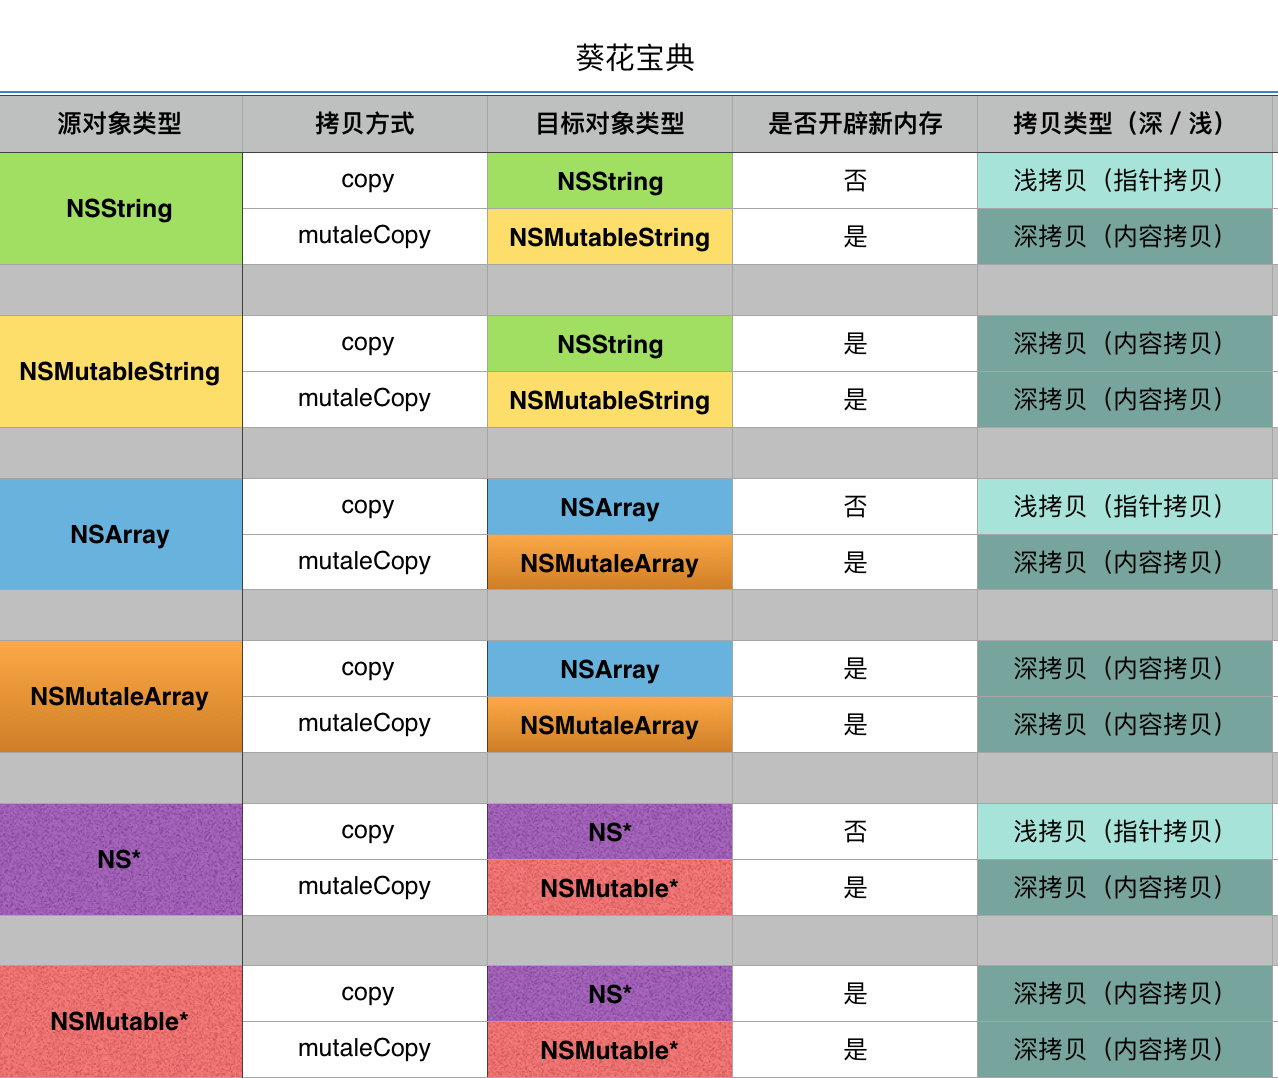 葵花宝典
源对象类型 拷贝方式 目标对象类型 是否开辟新内存 拷贝类型（深 / 浅）
NSString copy NSString 否 浅拷贝（指针拷贝）
mutaleCopy NSMutableString 是 深拷贝（内容拷贝）
NSMutableString copy NSString 是 深拷贝（内容拷贝）
mutaleCopy NSMutableString 是 深拷贝（内容拷贝）
NSArray copy NSArray 否 浅拷贝（指针拷贝）
mutaleCopy NSMutaleArray 是 深拷贝（内容拷贝）
NSMutaleArray copy NSArray 是 深拷贝（内容拷贝）
mutaleCopy NSMutaleArray 是 深拷贝（内容拷贝）
NS* copy NS* 否 浅拷贝（指针拷贝）
mutaleCopy NSMutable* 是 深拷贝（内容拷贝）
NSMutable* copy NS* 是 深拷贝（内容拷贝）
mutaleCopy NSMutable* 是 深拷贝（内容拷贝）